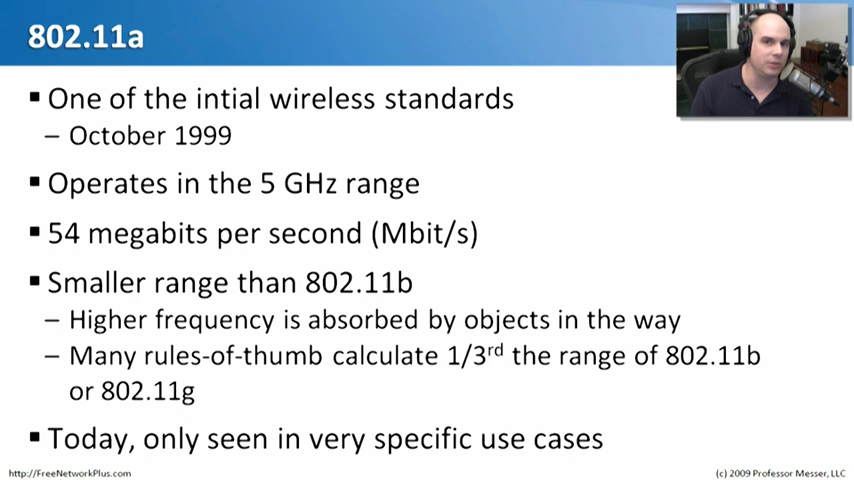 802.11a
▪ One of the intial wireless standards
– October 1999
▪ Operates in the 5 GHz range
▪ 54 megabits per second (Mbit/s)
▪ Smaller range than 802.11b
– Higher frequency is absorbed by objects in the way
– Many rules-of-thumb calculate 1/3rd the range of 802.11b
or 802.11g
▪ Today, only seen in very specific use cases
http://FreeNetworkPlus.com
(c) 2009 Professor Messer, LLC